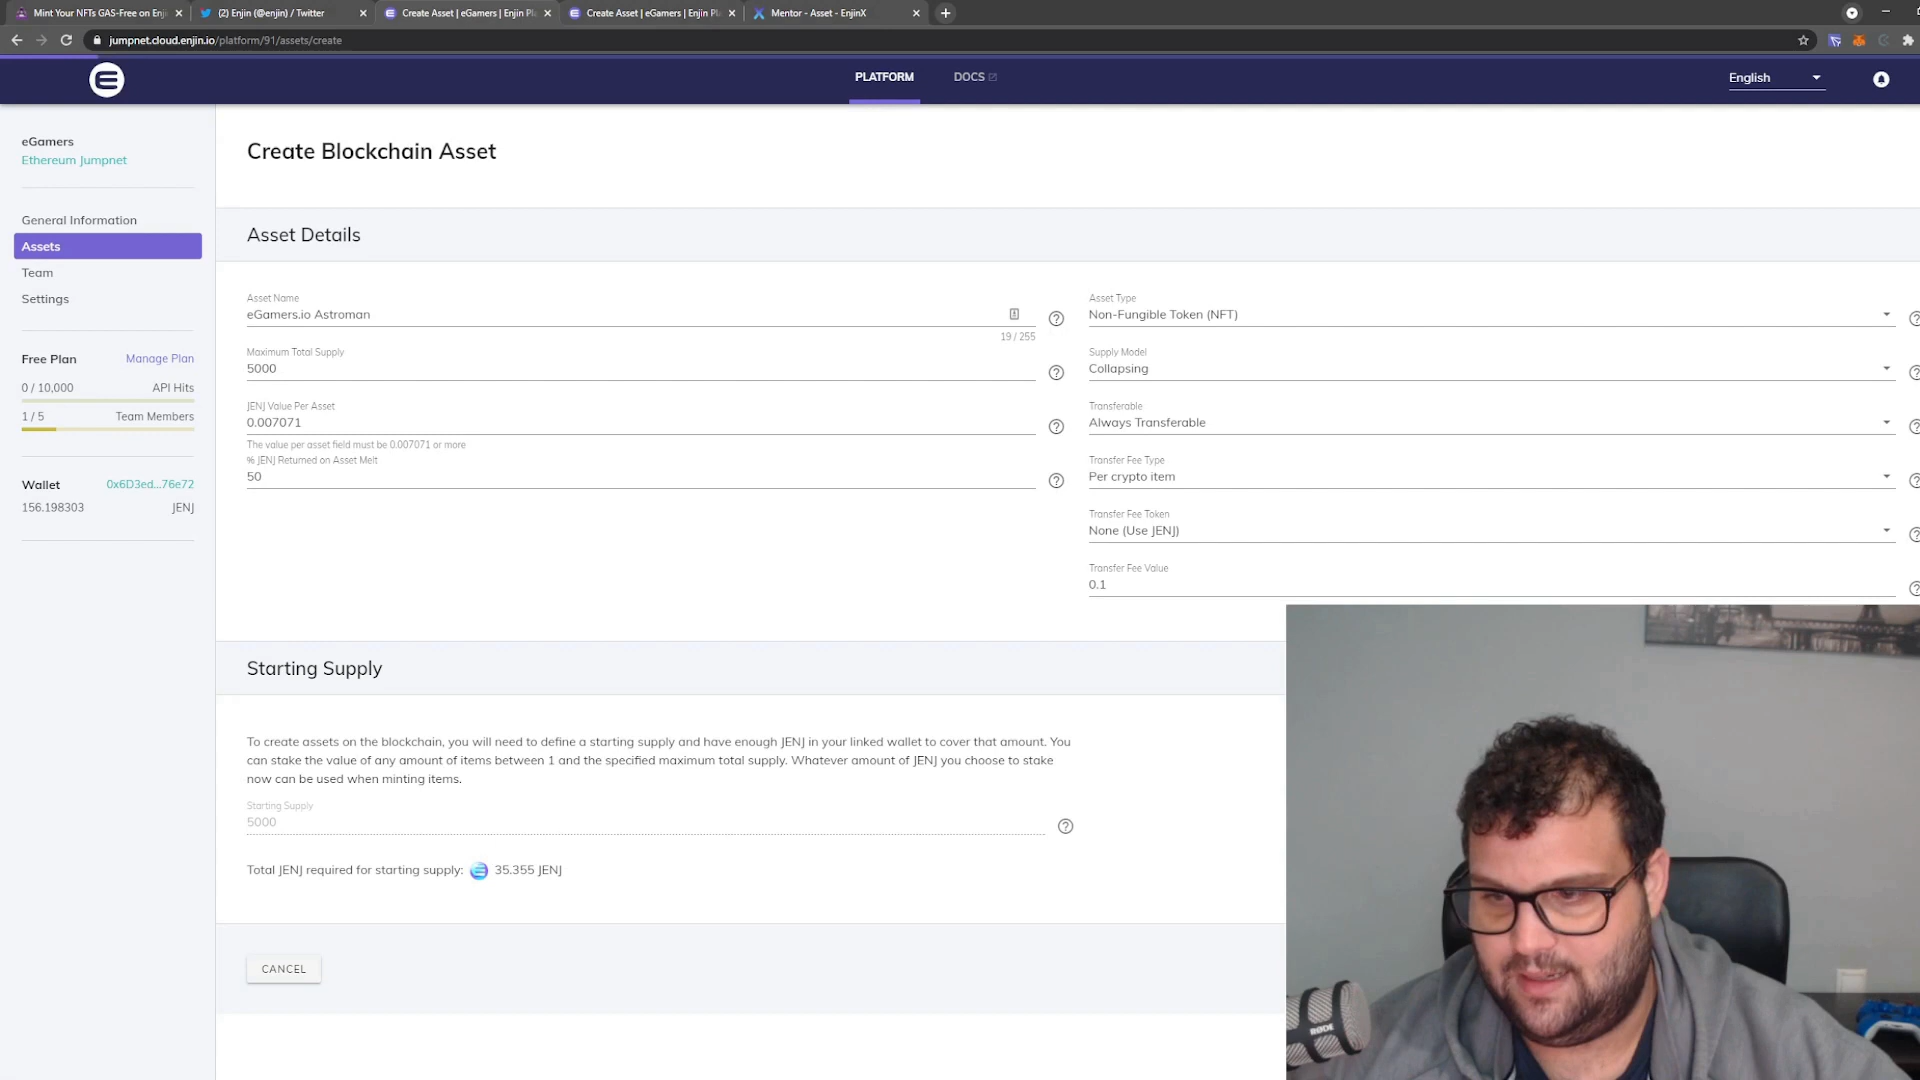 Mint Your NFTs GAS-Free on Enj
(2) Enjin (@enjin) / Twitter
Create Asset | eGamers | Enjin Pl
Create Asset | eGamers | Enjin Pl
Mentor - Asset - EnjinX
jumpnet.cloud.enjin.io/platform/91/assets/create
PLATFORM
DOCS
English
eGamers
Ethereum Jumpnet
General Information
Assets
Team
Settings
Free Plan
Manage Plan
0 / 10,000
API Hits
1 / 5
Team Members
Wallet
0x6D3ed...76e72
156.198303
JENJ
Create Blockchain Asset
Asset Details
Asset Name
eGamers.io Astroman
19 / 255
Maximum Total Supply
5000
JENJ Value Per Asset
0.007071
The value per asset field must be 0.007071 or more
% JENJ Returned on Asset Melt
50
Asset Type
Non-Fungible Token (NFT)
Supply Model
Collapsing
Transferable
Always Transferable
Transfer Fee Type
Per crypto item
Transfer Fee Token
None (Use JENJ)
Transfer Fee Value
0.1
Starting Supply
To create assets on the blockchain, you will need to define a starting supply and have enough JENJ in your linked wallet to cover that amount. You
can stake the value of any amount of items between 1 and the specified maximum total supply. Whatever amount of JENJ you choose to stake
now can be used when minting items.
Starting Supply
5000
Total JENJ required for starting supply:
35.355 JENJ
CANCEL
RØDE